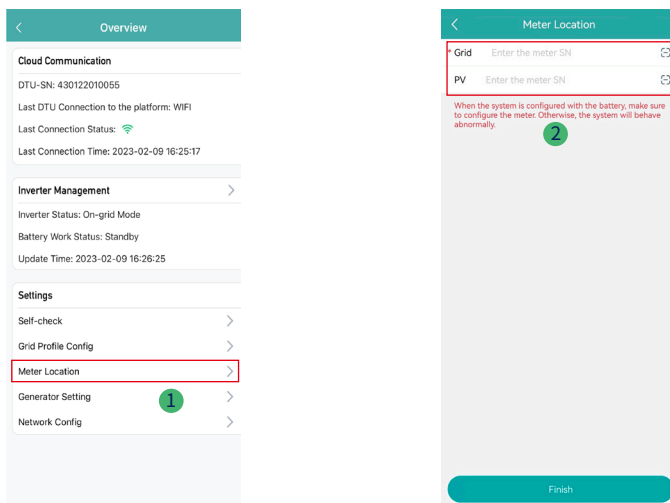 Overview
Cloud Communication
DTU-SN: 430122010055
Last DTU Connection to the platform: WIFI
Last Connection Status:
Last Connection Time: 2023-02-09 16:25:17
Inverter Management
Inverter Status: On-grid Mode
Battery Work Status: Standby
Update Time: 2023-02-09 16:26:25
Settings
Self-check
Grid Profile Config
Meter Location
Generator Setting
1
Network Config
Meter Location
* Grid Enter the meter SN
PV Enter the meter SN
When the system is configured with the battery, make sure
to configure the meter. Otherwise, the system will behave
abnormally.
2
Finish